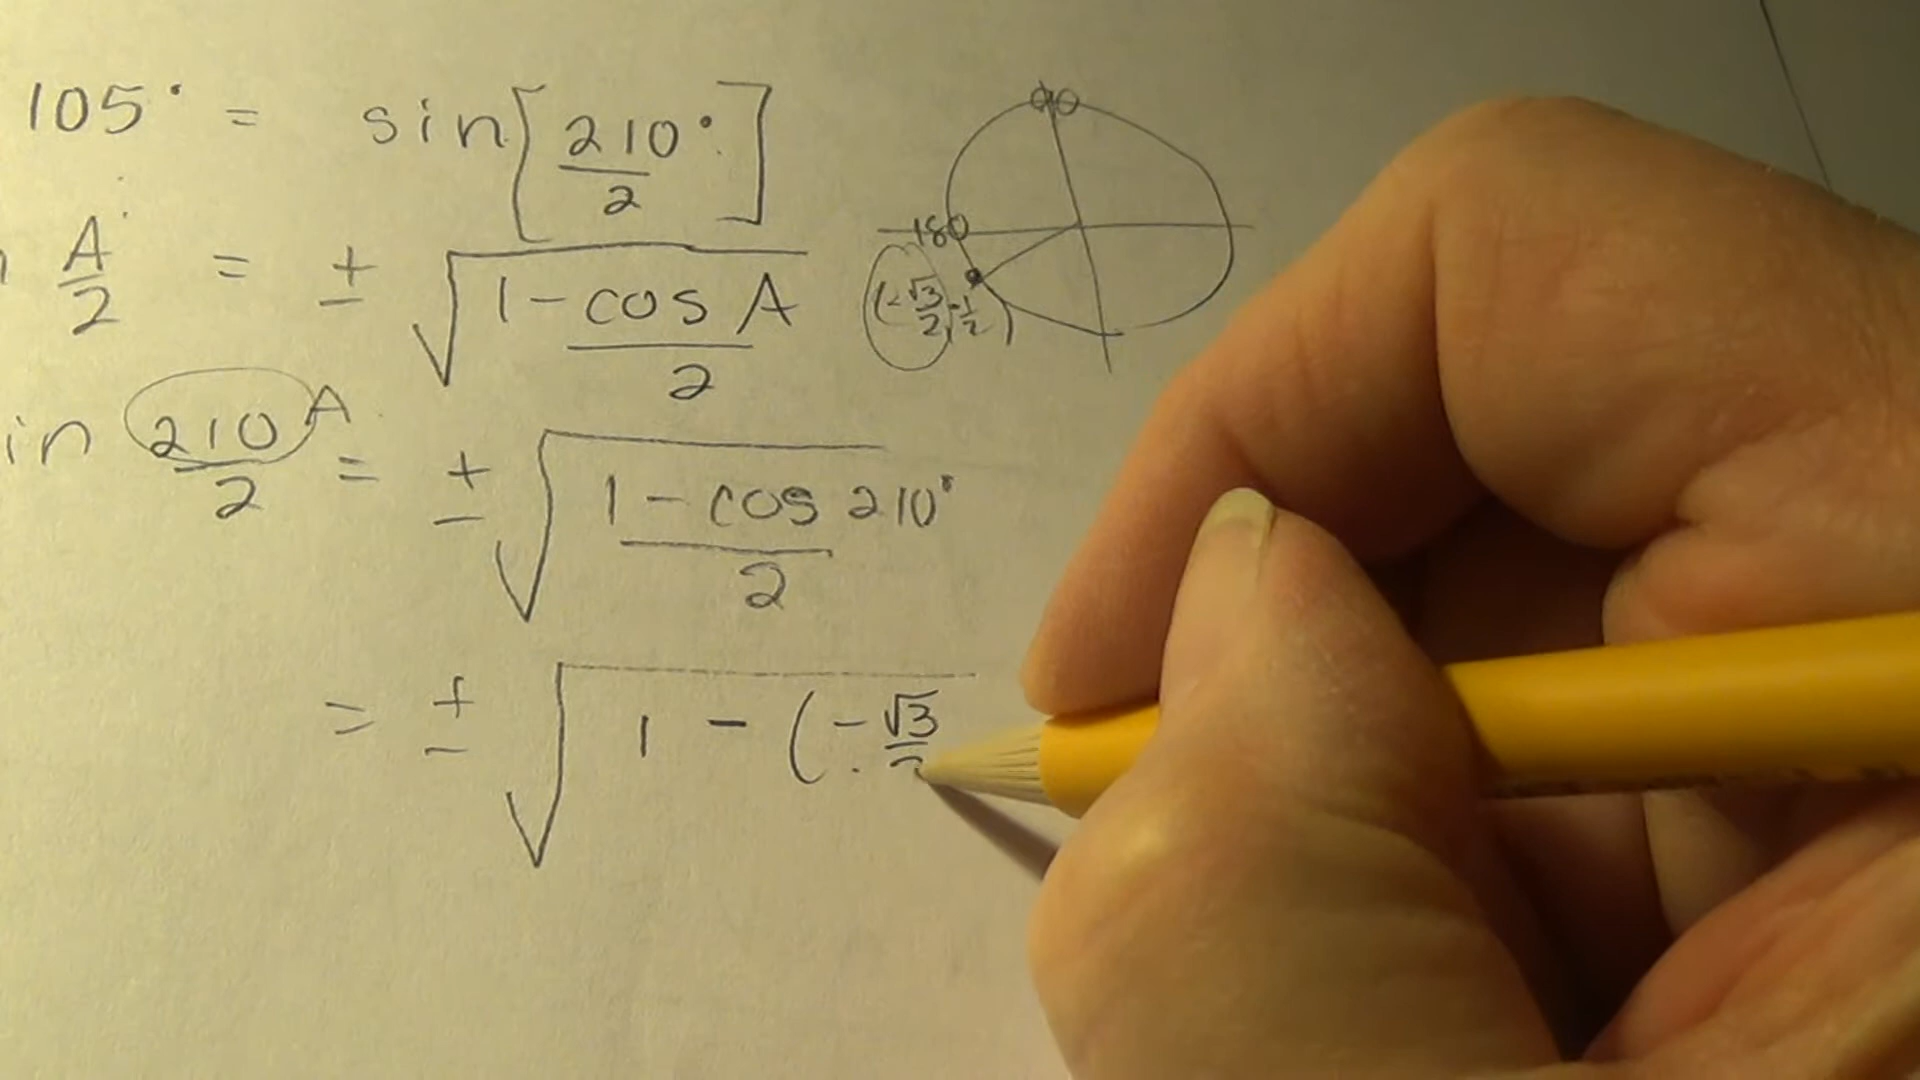 105° = sin[210°/2]
A/2 = ± √(1 - cos A)/2
in 210/2 A = ± √(1 - cos 210°)/2
= ± √1 - (-√3/2
90
180
(-√3/2, -1/2)